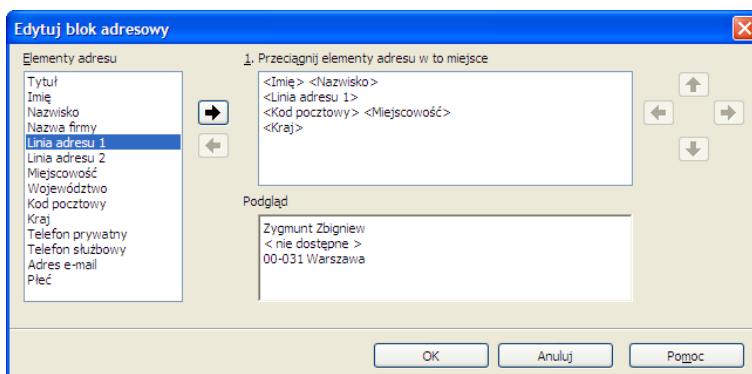 Edytuj blok adresowy
Elementy adresu
Tytuł
Imię
Nazwisko
Nazwa firmy
Linia adresu 1
Linia adresu 2
Miejscowość
Województwo
Kod pocztowy
Kraj
Telefon prywatny
Telefon służbowy
Adres e-mail
Płeć
1. Przeciągnij elementy adresu w to miejsce
<Imię> <Nazwisko>
<Linia adresu 1>
<Kod pocztowy> <Miejscowość>
<Kraj>
Podgląd
Zygmunt Zbigniew
< nie dostępne >
00-031 Warszawa
OK
Anuluj
Pomoc